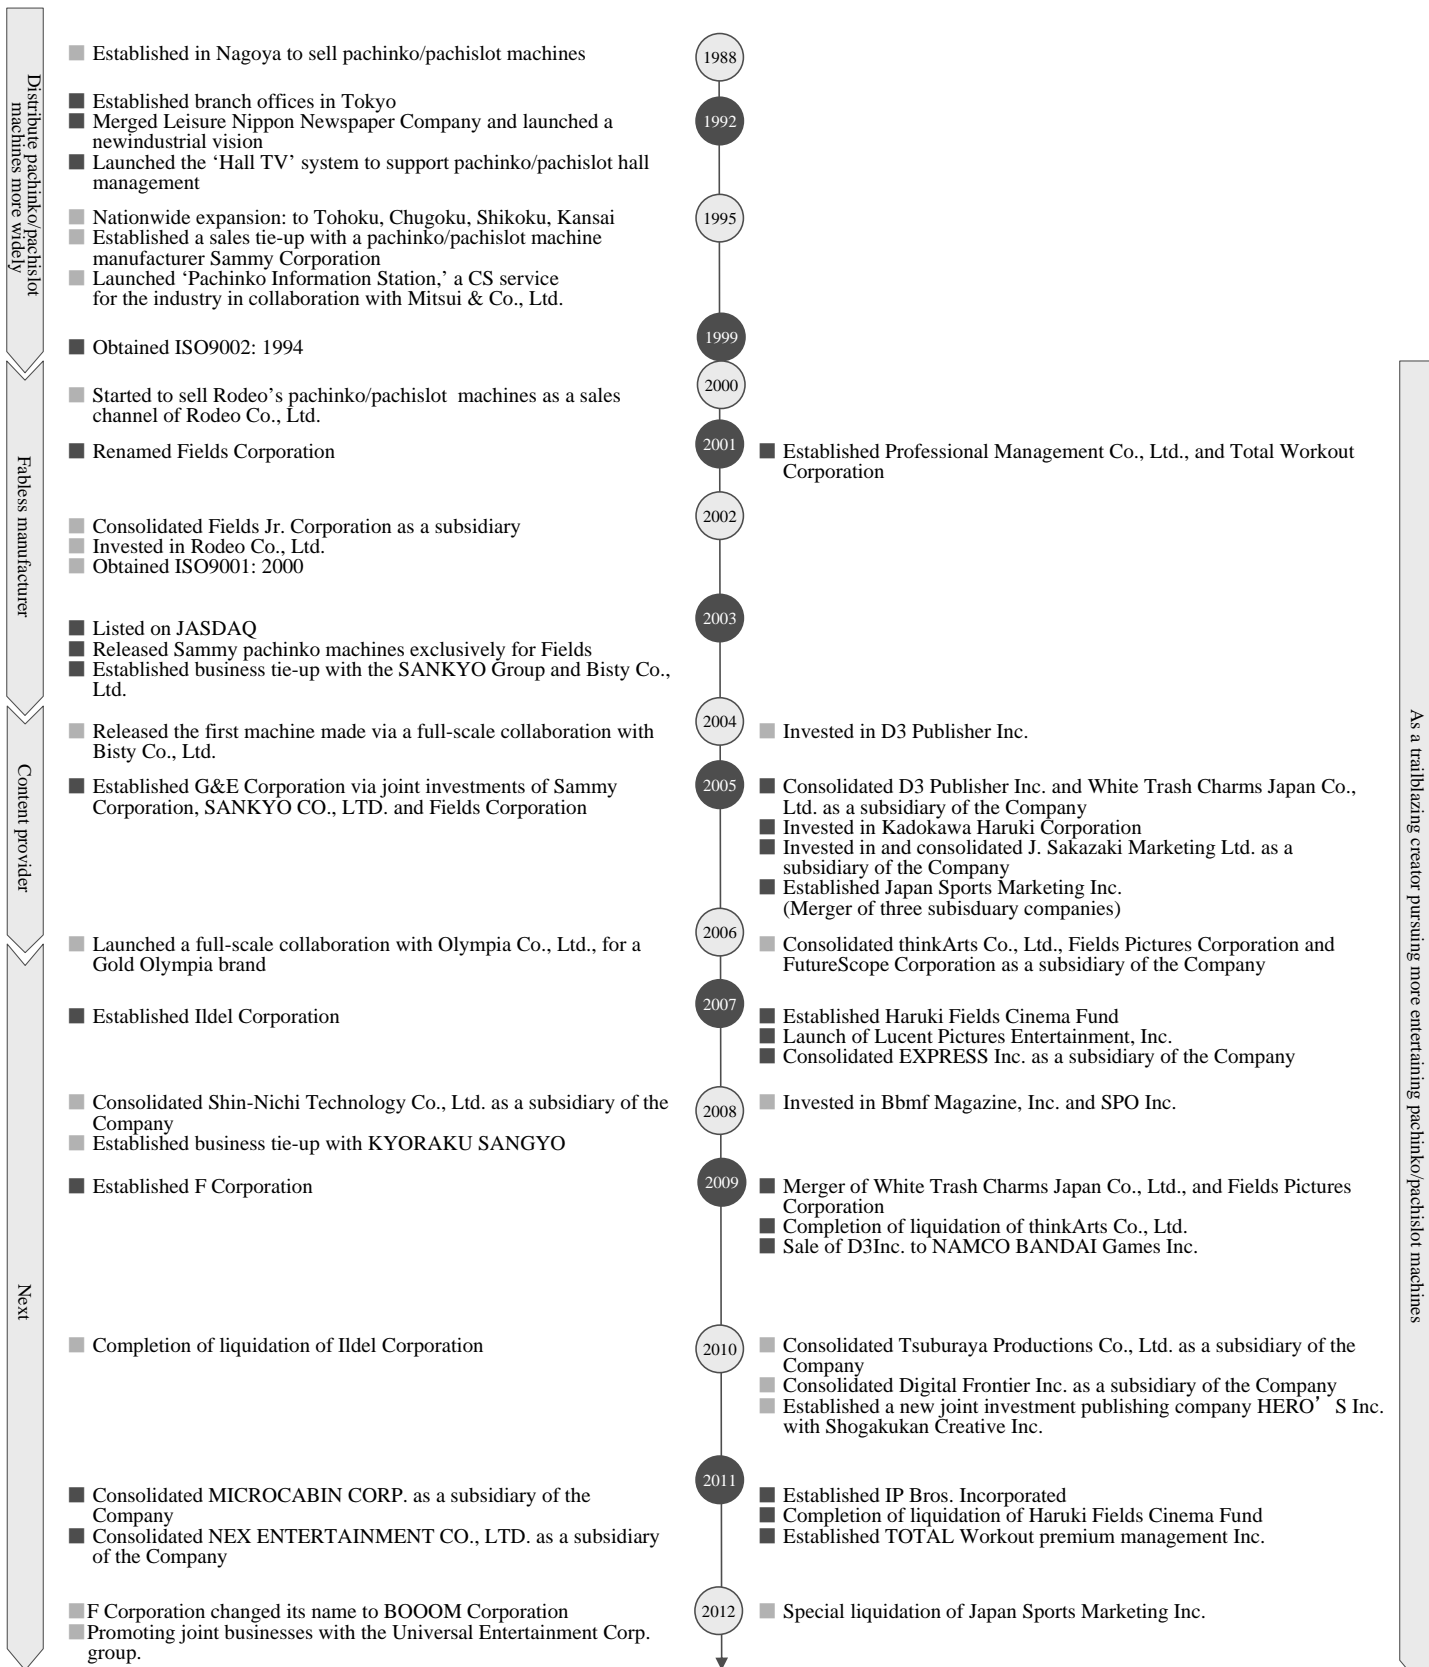 Distribute pachinko/pachislot
machines more widely
Established in Nagoya to sell pachinko/pachislot machines
1988
Established branch offices in Tokyo
Merged Leisure Nippon Newspaper Company and launched a
newindustrial vision
Launched the ‘Hall TV’ system to support pachinko/pachislot hall
management
1992
Nationwide expansion: to Tohoku, Chugoku, Shikoku, Kansai
Established a sales tie-up with a pachinko/pachislot machine
manufacturer Sammy Corporation
Launched ‘Pachinko Information Station,’ a CS service
for the industry in collaboration with Mitsui & Co., Ltd.
1995
Obtained ISO9002: 1994
1999
Fabless manufacturer
Started to sell Rodeo’s pachinko/pachislot machines as a sales
channel of Rodeo Co., Ltd.
2000
Renamed Fields Corporation
2001
Established Professional Management Co., Ltd., and Total Workout
Corporation
Consolidated Fields Jr. Corporation as a subsidiary
Invested in Rodeo Co., Ltd.
Obtained ISO9001: 2000
2002
Listed on JASDAQ
Released Sammy pachinko machines exclusively for Fields
Established business tie-up with the SANKYO Group and Bisty Co.,
Ltd.
2003
Content provider
Released the first machine made via a full-scale collaboration with
Bisty Co., Ltd.
2004
Invested in D3 Publisher Inc.
Established G&E Corporation via joint investments of Sammy
Corporation, SANKYO CO., LTD. and Fields Corporation
2005
Consolidated D3 Publisher Inc. and White Trash Charms Japan Co.,
Ltd. as a subsidiary of the Company
Invested in Kadokawa Haruki Corporation
Invested in and consolidated J. Sakazaki Marketing Ltd. as a
subsidiary of the Company
Established Japan Sports Marketing Inc.
(Merger of three subisduary companies)
Next
Launched a full-scale collaboration with Olympia Co., Ltd., for a
Gold Olympia brand
2006
Consolidated thinkArts Co., Ltd., Fields Pictures Corporation and
FutureScope Corporation as a subsidiary of the Company
Established Ildel Corporation
2007
Established Haruki Fields Cinema Fund
Launch of Lucent Pictures Entertainment, Inc.
Consolidated EXPRESS Inc. as a subsidiary of the Company
Consolidated Shin-Nichi Technology Co., Ltd. as a subsidiary of the
Company
Established business tie-up with KYORAKU SANGYO
2008
Invested in Bbmf Magazine, Inc. and SPO Inc.
Established F Corporation
2009
Merger of White Trash Charms Japan Co., Ltd., and Fields Pictures
Corporation
Completion of liquidation of thinkArts Co., Ltd.
Sale of D3Inc. to NAMCO BANDAI Games Inc.
Completion of liquidation of Ildel Corporation
2010
Consolidated Tsuburaya Productions Co., Ltd. as a subsidiary of the
Company
Consolidated Digital Frontier Inc. as a subsidiary of the Company
Established a new joint investment publishing company HERO’S Inc.
with Shogakukan Creative Inc.
Consolidated MICROCABIN CORP. as a subsidiary of the
Company
Consolidated NEX ENTERTAINMENT CO., LTD. as a subsidiary
of the Company
2011
Established IP Bros. Incorporated
Completion of liquidation of Haruki Fields Cinema Fund
Established TOTAL Workout premium management Inc.
F Corporation changed its name to BOOOM Corporation
Promoting joint businesses with the Universal Entertainment Corp.
group.
2012
Special liquidation of Japan Sports Marketing Inc.
As a trailblazing creator pursuing more entertaining pachinko/pachislot machines